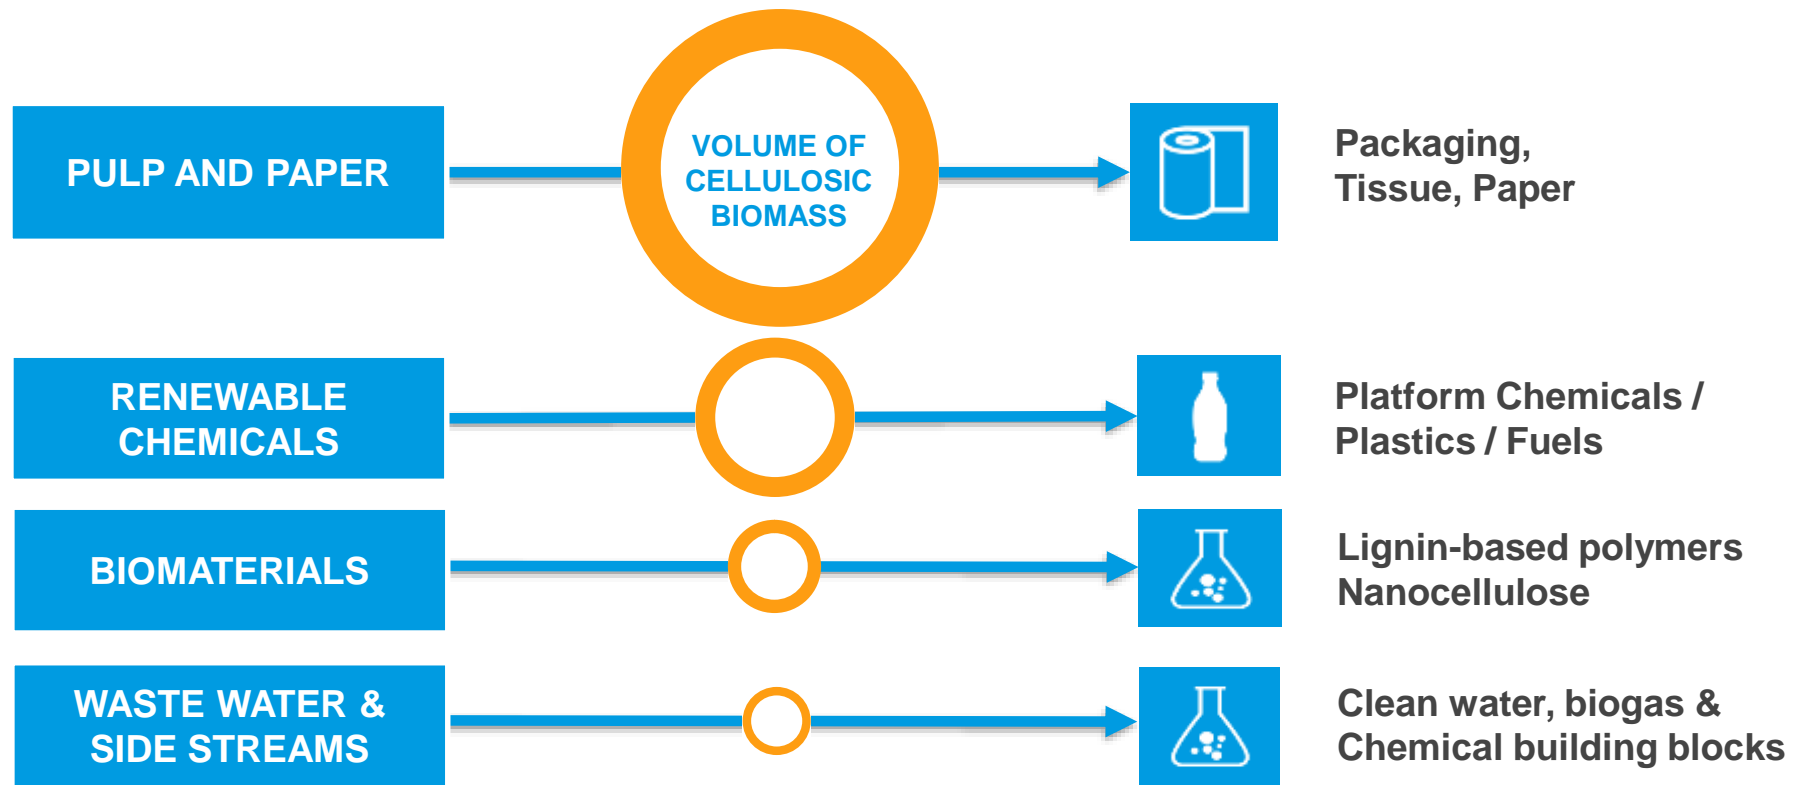 PULP AND PAPER
VOLUME OF
CELLULOSIC
BIOMASS
Packaging,
Tissue, Paper
RENEWABLE
CHEMICALS
Platform Chemicals /
Plastics / Fuels
BIOMATERIALS
Lignin-based polymers
Nanocellulose
WASTE WATER &
SIDE STREAMS
Clean water, biogas &
Chemical building blocks